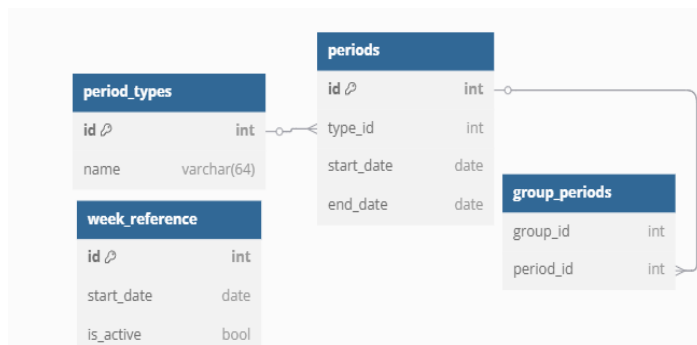 period_types
id int
name varchar(64)
week_reference
id int
start_date date
is_active bool
periods
id int
type_id int
start_date date
end_date date
group_periods
group_id int
period_id int